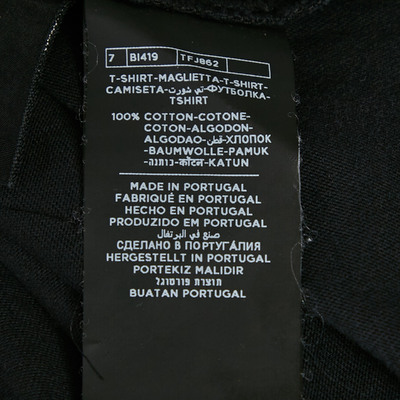 7 BI419 TFJ862
T-SHIRT-MAGLIETTA-T-SHIRT-
CAMISETA-تي شورت-ФУТБОЛКА-
TSHIRT
100% COTTON-COTONE-
COTON-ALGODON-
ALGODAO-قطن-ХЛОПОК
-BAUMWOLLE-PAMUK
-כותנה-कॉटन-KATUN
MADE IN PORTUGAL
FABRIQUÉ EN PORTUGAL
HECHO EN PORTUGAL
PRODUZIDO EM PORTUGAL
صنع في البرتغال
СДЕЛАНО В ПОРТУГАЛИЯ
HERGESTELLT IN PORTUGAL
PORTEKIZ MALIDIR
תוצרת פורטוגל
BUATAN PORTUGAL